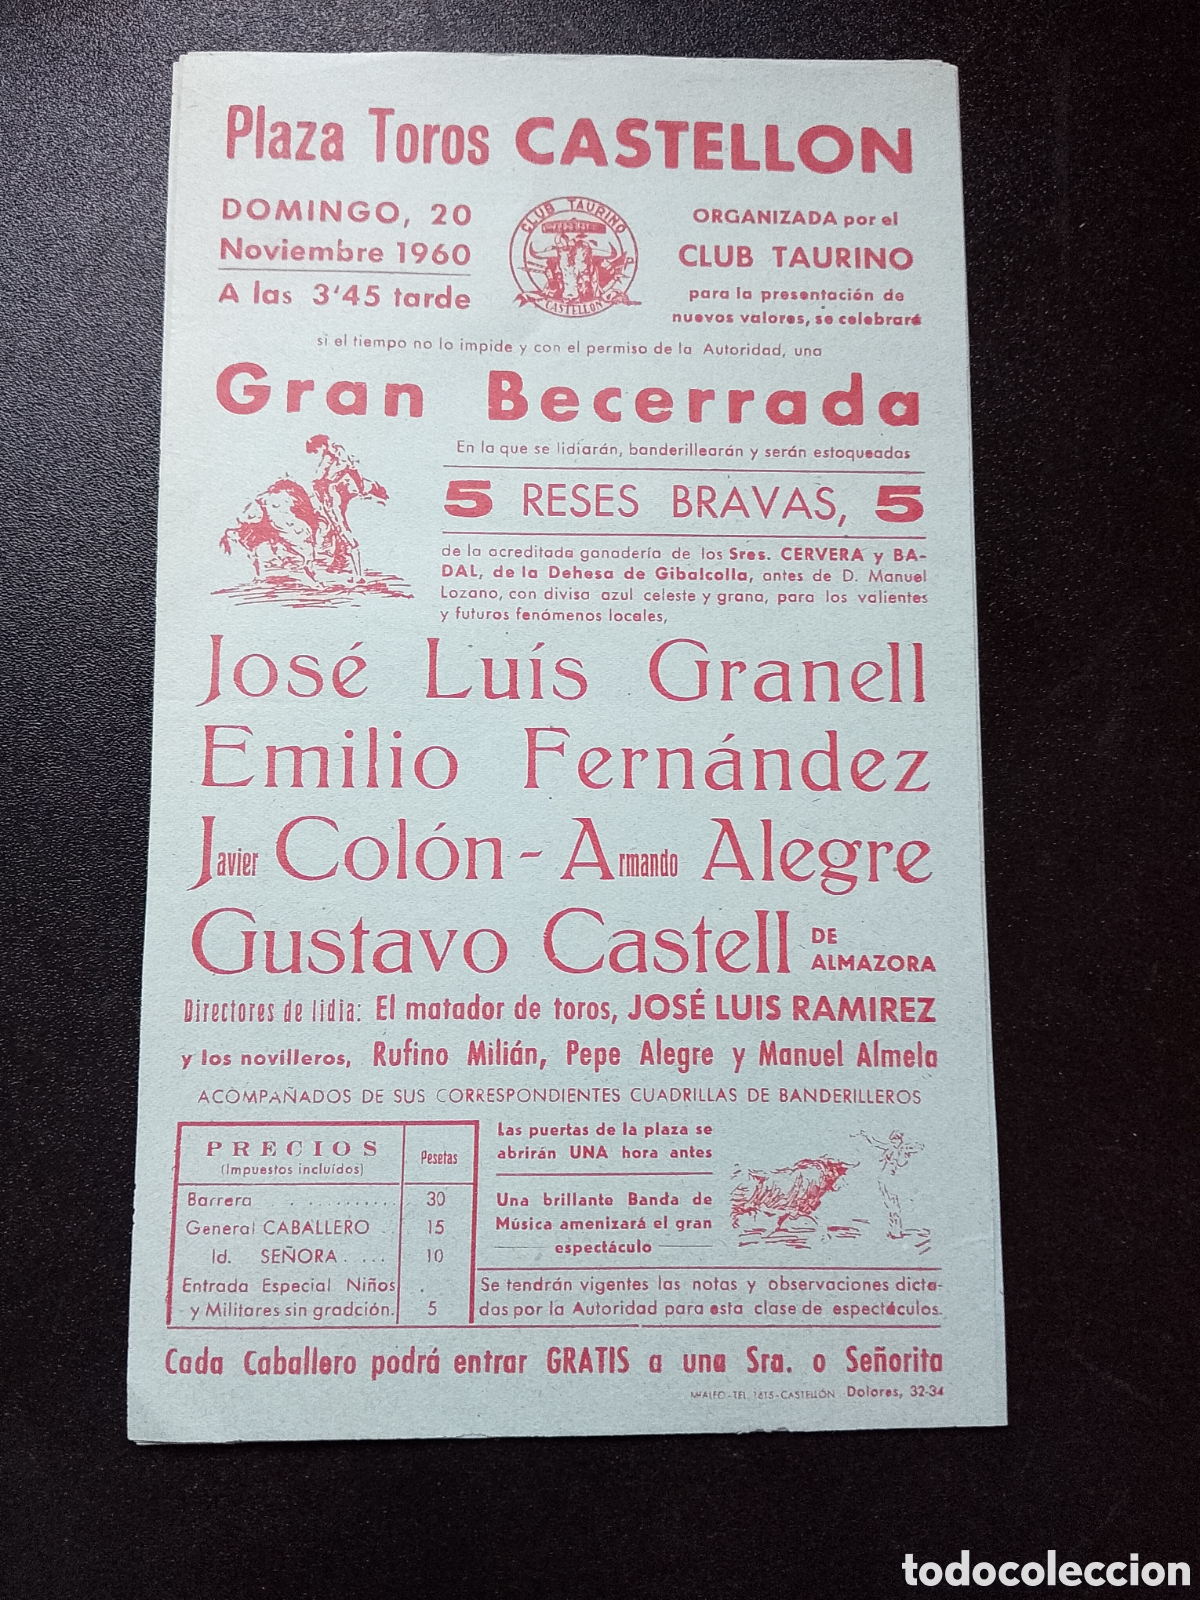 Plaza Toros CASTELLON
DOMINGO, 20
Noviembre 1960
A las 3'45 tarde
CLUB TAURINO
CASTELLON
ORGANIZADA por el
CLUB TAURINO
para la presentación de
nuevos valores, se celebrará
si el tiempo no lo impide y con el permiso de la Autoridad, una
Gran Becerrada
En la que se lidiarán, banderillearán y serán estoqueadas
5 RESES BRAVAS, 5
de la acreditada ganadería de los Sres. CERVERA y BA-
DAL, de la Dehesa de Gibalcolla, antes de D. Manuel
Lozano, con divisa azul celeste y grana, para los valientes
y futuros fenómenos locales,
José Luís Granell
Emilio Fernández
Javier Colón - Armando Alegre
Gustavo Castell DE ALMAZORA
Directores de lidia: El matador de toros, JOSÉ LUIS RAMIREZ
y los novilleros, Rufino Milián, Pepe Alegre y Manuel Almela
ACOMPAÑADOS DE SUS CORRESPONDIENTES CUADRILLAS DE BANDERILLEROS
PRECIOS
(Impuestos incluídos)
Pesetas
Barrera . . . . . . . . . . 30
General CABALLERO . 15
Id. SEÑORA . . . . . 10
Entrada Especial Niños
y Militares sin gradción. 5
Las puertas de la plaza se
abrirán UNA hora antes
Una brillante Banda de
Música amenizará el gran
espectáculo
Se tendrán vigentes las notas y observaciones dicta-
das por la Autoridad para esta clase de espectáculos.
Cada Caballero podrá entrar GRATIS a una Sra. o Señorita
TEL. 1615 - CASTELLÓN Dolores, 32-34
todocoleccion